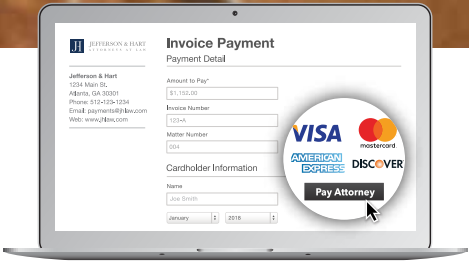 JH JEFFERSON & HART
ATTORNEYS AT LAW
Jefferson & Hart
1234 Main St.
Atlanta, GA 30301
Phone: 512-123-1234
Email: payments@jhlaw.com
Web: www.jhlaw.com
Invoice Payment
Payment Detail
Amount to Pay*
$1,152.00
Invoice Number
123-A
Matter Number
004
Cardholder Information
Name
Joe Smith
January 2018
VISA
mastercard
AMERICAN EXPRESS
DISCOVER
Pay Attorney